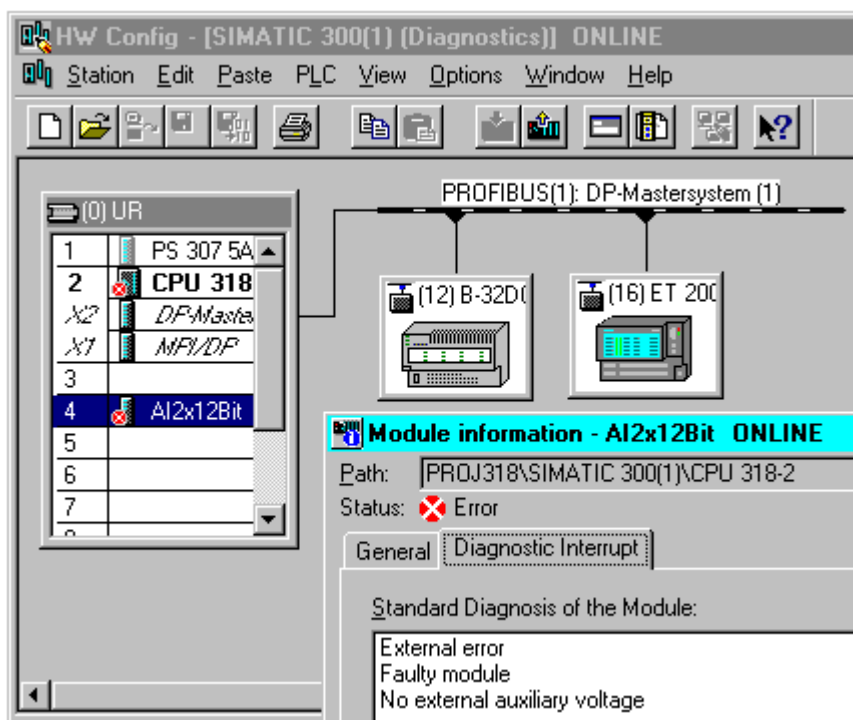 HW Config - [SIMATIC 300(1) (Diagnostics)] ONLINE
Station Edit Paste PLC View Options Window Help
(0) UR
1 PS 307 5A
2 CPU 318
X2 DP-Maste
X1 MPI/DP
3
4 AI2x12Bit
5
6
7
PROFIBUS(1): DP-Mastersystem (1)
(12) B-32D
(16) ET 200
Module information - AI2x12Bit ONLINE
Path: PROJ318\SIMATIC 300(1)\CPU 318-2
Status: Error
General Diagnostic Interrupt
Standard Diagnosis of the Module:
External error
Faulty module
No external auxiliary voltage